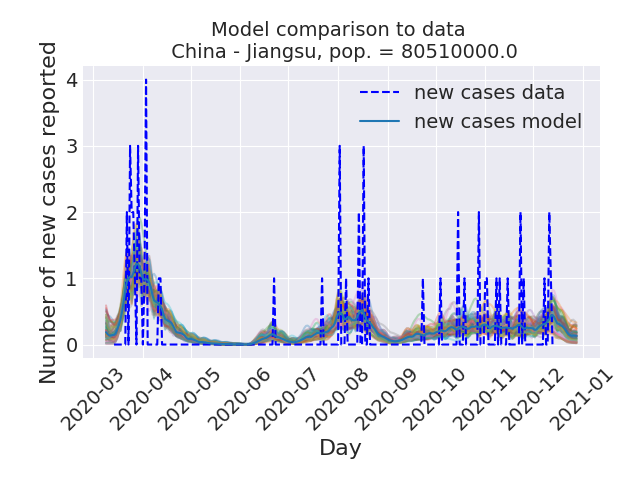 Model comparison to data
China - Jiangsu, pop. = 80510000.0
Number of new cases reported
4
3
2
1
0
new cases data
new cases model
2020-03
2020-04
2020-05
2020-06
2020-07
2020-08
2020-09
2020-10
2020-11
2020-12
2021-01
Day